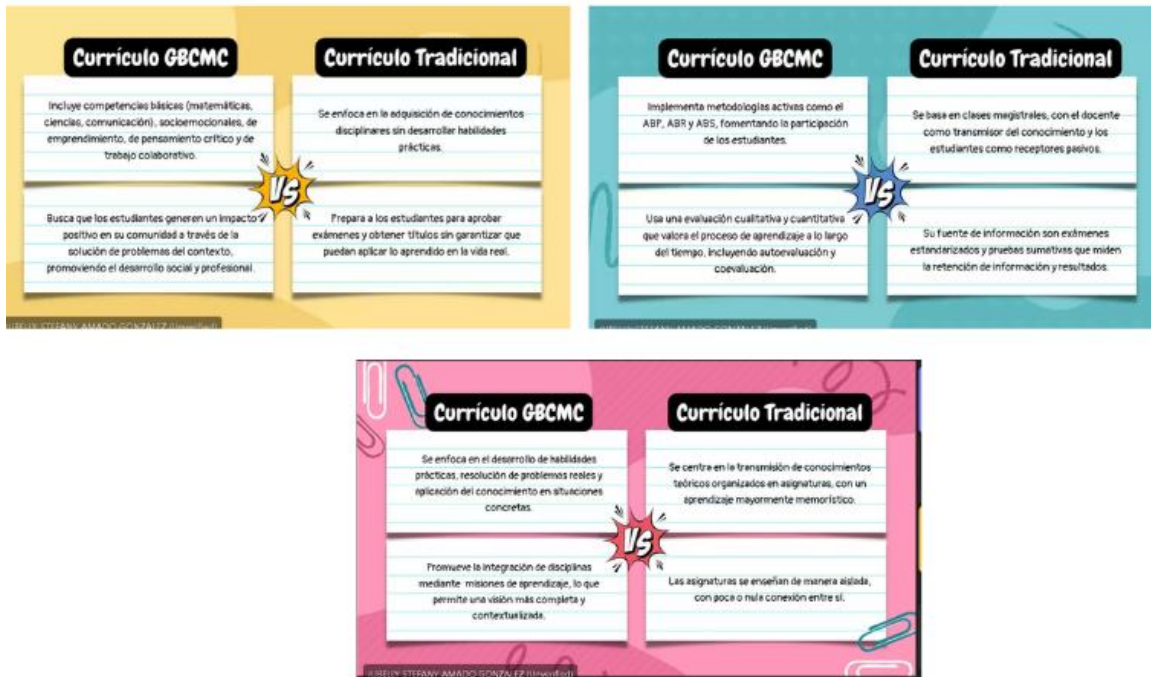 Currículo GBCMC
Currículo Tradicional
Incluye competencias básicas (matemáticas,
ciencias, comunicación), socioemocionales, de
emprendimiento, de pensamiento crítico y de
trabajo colaborativo.
Se enfoca en la adquisición de conocimientos
disciplinares sin desarrollar habilidades
prácticas.
VS
Busca que los estudiantes generen un impacto
positivo en su comunidad a través de la
solución de problemas del contexto,
promoviendo el desarrollo social y profesional.
Prepara a los estudiantes para aprobar
exámenes y obtener títulos sin garantizar que
puedan aplicar lo aprendido en la vida real.
STEFANY AMADO GONZALEZ (Unverified)
Currículo GBCMC
Currículo Tradicional
Implementa metodologías activas como el
ABP, ABR y ABS, fomentando la participación
de los estudiantes.
Se basa en clases magistrales, con el docente
como transmisor del conocimiento y los
estudiantes como receptores pasivos.
VS
Usa una evaluación cualitativa y cuantitativa
que valora el proceso de aprendizaje a lo largo
del tiempo, incluyendo autoevaluación y
coevaluación.
Su fuente de información son exámenes
estandarizados y pruebas sumativas que miden
la retención de información y resultados.
STEFANY AMADO GONZALEZ (Unverified)
Currículo GBCMC
Currículo Tradicional
Se enfoca en el desarrollo de habilidades
prácticas, resolución de problemas reales y
aplicación del conocimiento en situaciones
concretas.
Se centra en la transmisión de conocimientos
teóricos organizados en asignaturas, con un
aprendizaje mayormente memorístico.
VS
Promueve la integración de disciplinas
mediante misiones de aprendizaje, lo que
permite una visión más completa y
contextualizada.
Las asignaturas se enseñan de manera aislada,
con poca o nula conexión entre sí.
STEFANY AMADO GONZALEZ (Unverified)